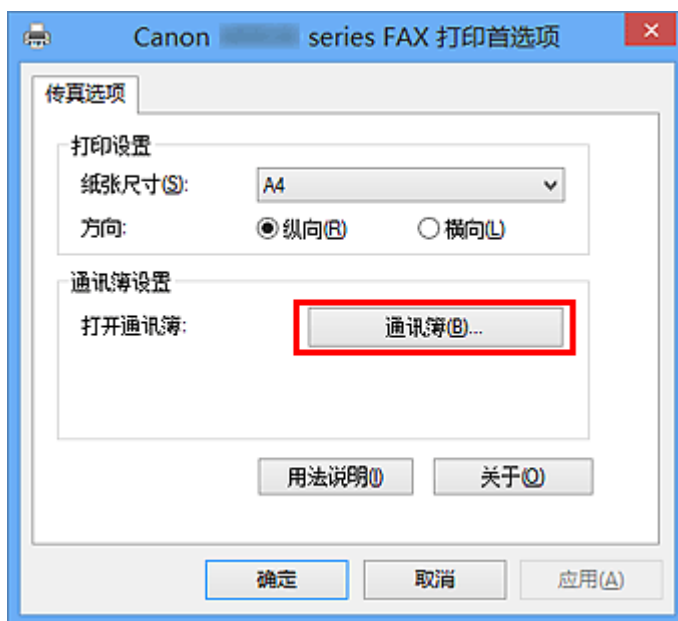 Canon series FAX 打印首选项
传真选项
打印设置
纸张尺寸(S): A4
方向: 纵向(R) 横向(L)
通讯簿设置
打开通讯簿: 通讯簿(B)...
用法说明(I) 关于(O)
确定 取消 应用(A)